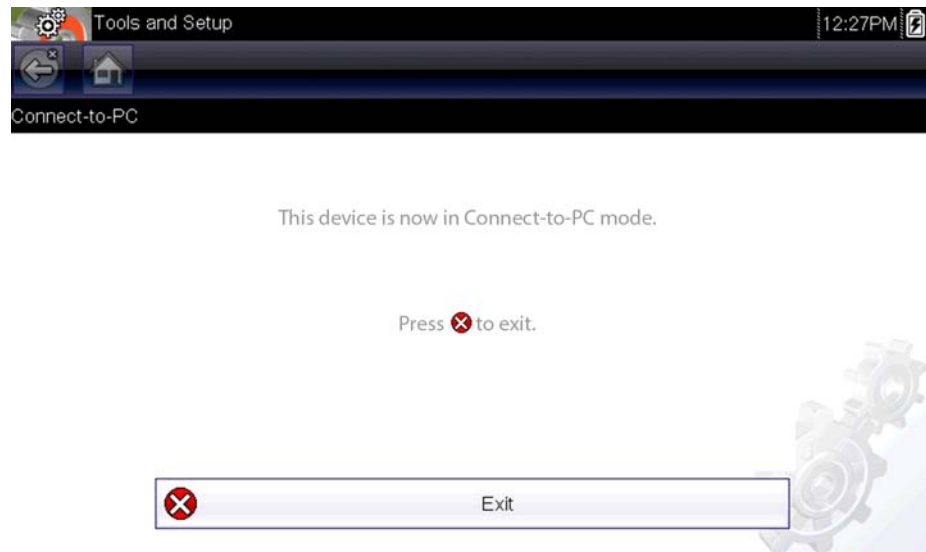 Tools and Setup
12:27PM
Connect-to-PC
This device is now in Connect-to-PC mode.
Press to exit.
Exit